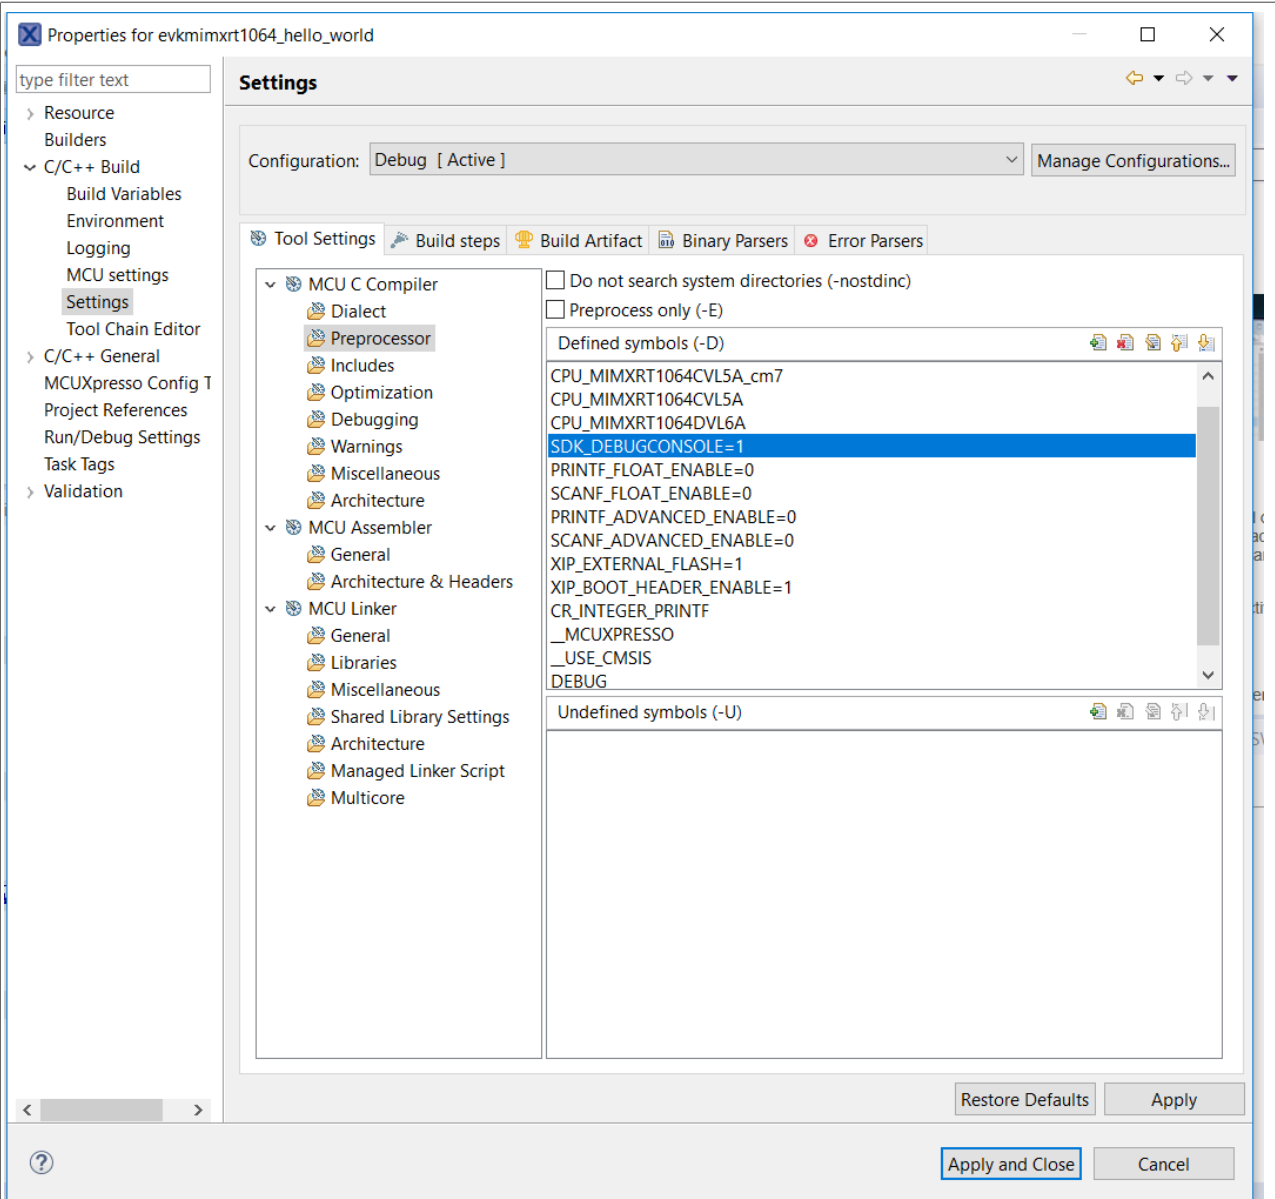 Properties for evkmimxrt1064_hello_world
type filter text
Resource
Builders
C/C++ Build
Build Variables
Environment
Logging
MCU settings
Settings
Tool Chain Editor
C/C++ General
MCUXpresso Config T
Project References
Run/Debug Settings
Task Tags
Validation
Settings
Configuration: Debug [ Active ] Manage Configurations...
Tool Settings Build steps Build Artifact Binary Parsers Error Parsers
MCU C Compiler
Dialect
Preprocessor
Includes
Optimization
Debugging
Warnings
Miscellaneous
Architecture
MCU Assembler
General
Architecture & Headers
MCU Linker
General
Libraries
Miscellaneous
Shared Library Settings
Architecture
Managed Linker Script
Multicore
Do not search system directories (-nostdinc)
Preprocess only (-E)
Defined symbols (-D)
CPU_MIMXRT1064CVL5A_cm7
CPU_MIMXRT1064CVL5A
CPU_MIMXRT1064DVL6A
SDK_DEBUGCONSOLE=1
PRINTF_FLOAT_ENABLE=0
SCANF_FLOAT_ENABLE=0
PRINTF_ADVANCED_ENABLE=0
SCANF_ADVANCED_ENABLE=0
XIP_EXTERNAL_FLASH=1
XIP_BOOT_HEADER_ENABLE=1
CR_INTEGER_PRINTF
__MCUXPRESSO
__USE_CMSIS
DEBUG
Undefined symbols (-U)
Restore Defaults Apply
Apply and Close Cancel